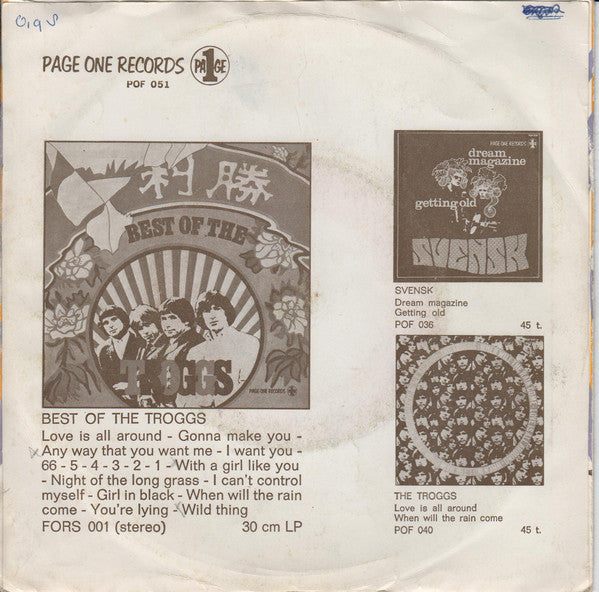 O,9S
PAGE ONE RECORDS PA1GE
POF 051
利勝
BEST OF THE
TROGGS
PAGE ONE RECORDS
BEST OF THE TROGGS
Love is all around - Gonna make you -
Any way that you want me - I want you -
66 - 5 - 4 - 3 - 2 - 1 - With a girl like you
- Night of the long grass - I can't control
myself - Girl in black - When will the rain
come - You're lying - Wild thing
FORS 001 (stereo) 30 cm LP
PAGE ONE RECORDS
dream
magazine
getting old
SVENSK
SVENSK
Dream magazine
Getting old
POF 036 45 t.
THE TROGGS
Love is all around
When will the rain come
POF 040 45 t.